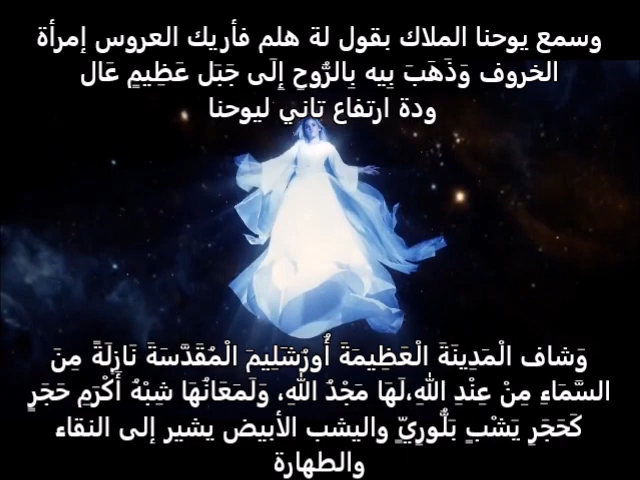 وسمع يوحنا الملاك بقول لة هلم فأريك العروس إمرأة
الخروف وَذَهَبَ بِيه بِالرُّوحِ إِلَى جَبَل عَظِيمٍ عَال
ودة ارتفاع تاني ليوحنا
وَشاف الْمَدِينَةَ الْعَظِيمَةَ أُورُشَلِيمَ الْمُقَدَّسَةَ نَازِلَةً مِنَ
السَّمَاءِ مِنْ عِنْدِ اللهِ،لَهَا مَجْدُ اللهِ، وَلَمَعَانُهَا شِبْهُ أَكْرَمِ حَجَرٍ
كَحَجَرِ يَشْبٍ بَلُّورِيٍّ واليشب الأبيض يشير إلى النقاء
والطهارة